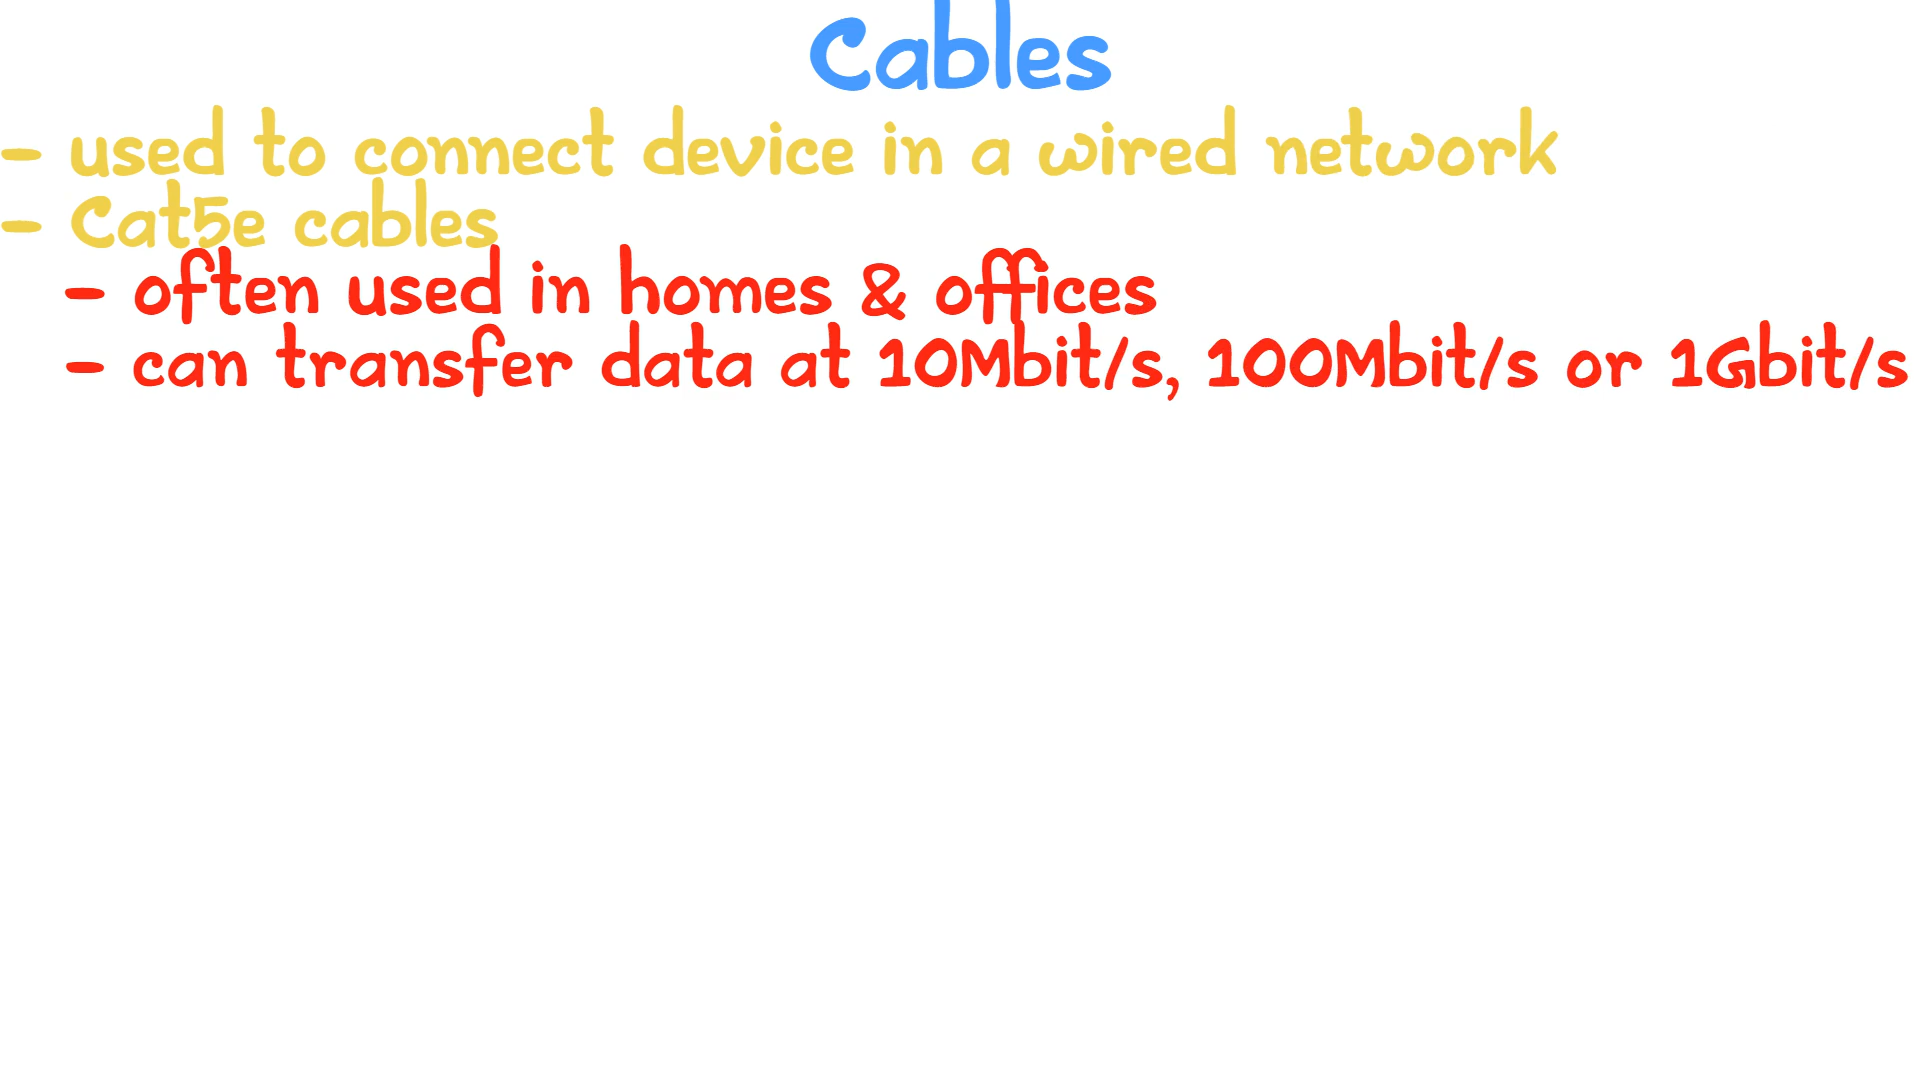 Cables
- used to connect device in a wired network
- Cat5e cables
- often used in homes & offices
- can transfer data at 10Mbit/s, 100Mbit/s or 1Gbit/s